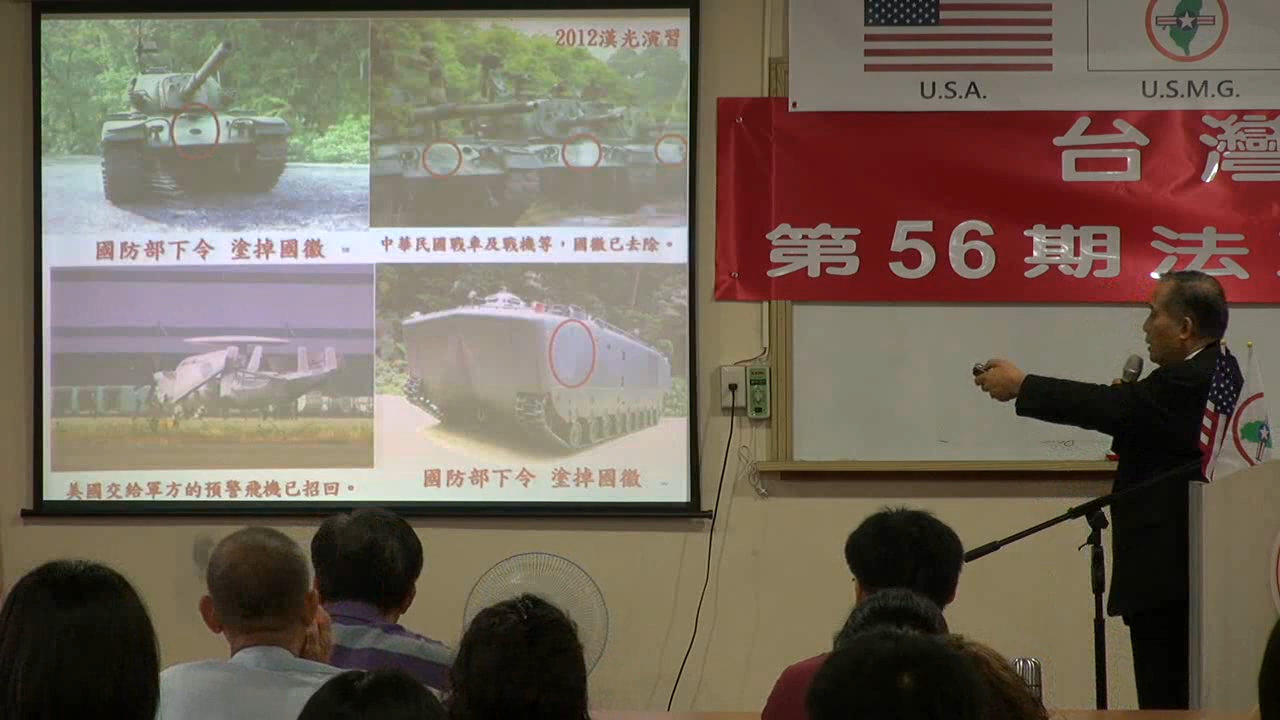 2012漢光演習
國防部下令 塗掉國徽
中華民國戰車及戰機等，國徽已去除。
美國交給軍方的預警飛機已招回。
國防部下令 塗掉國徽
U.S.A.
U.S.M.G.
台灣
第56期法